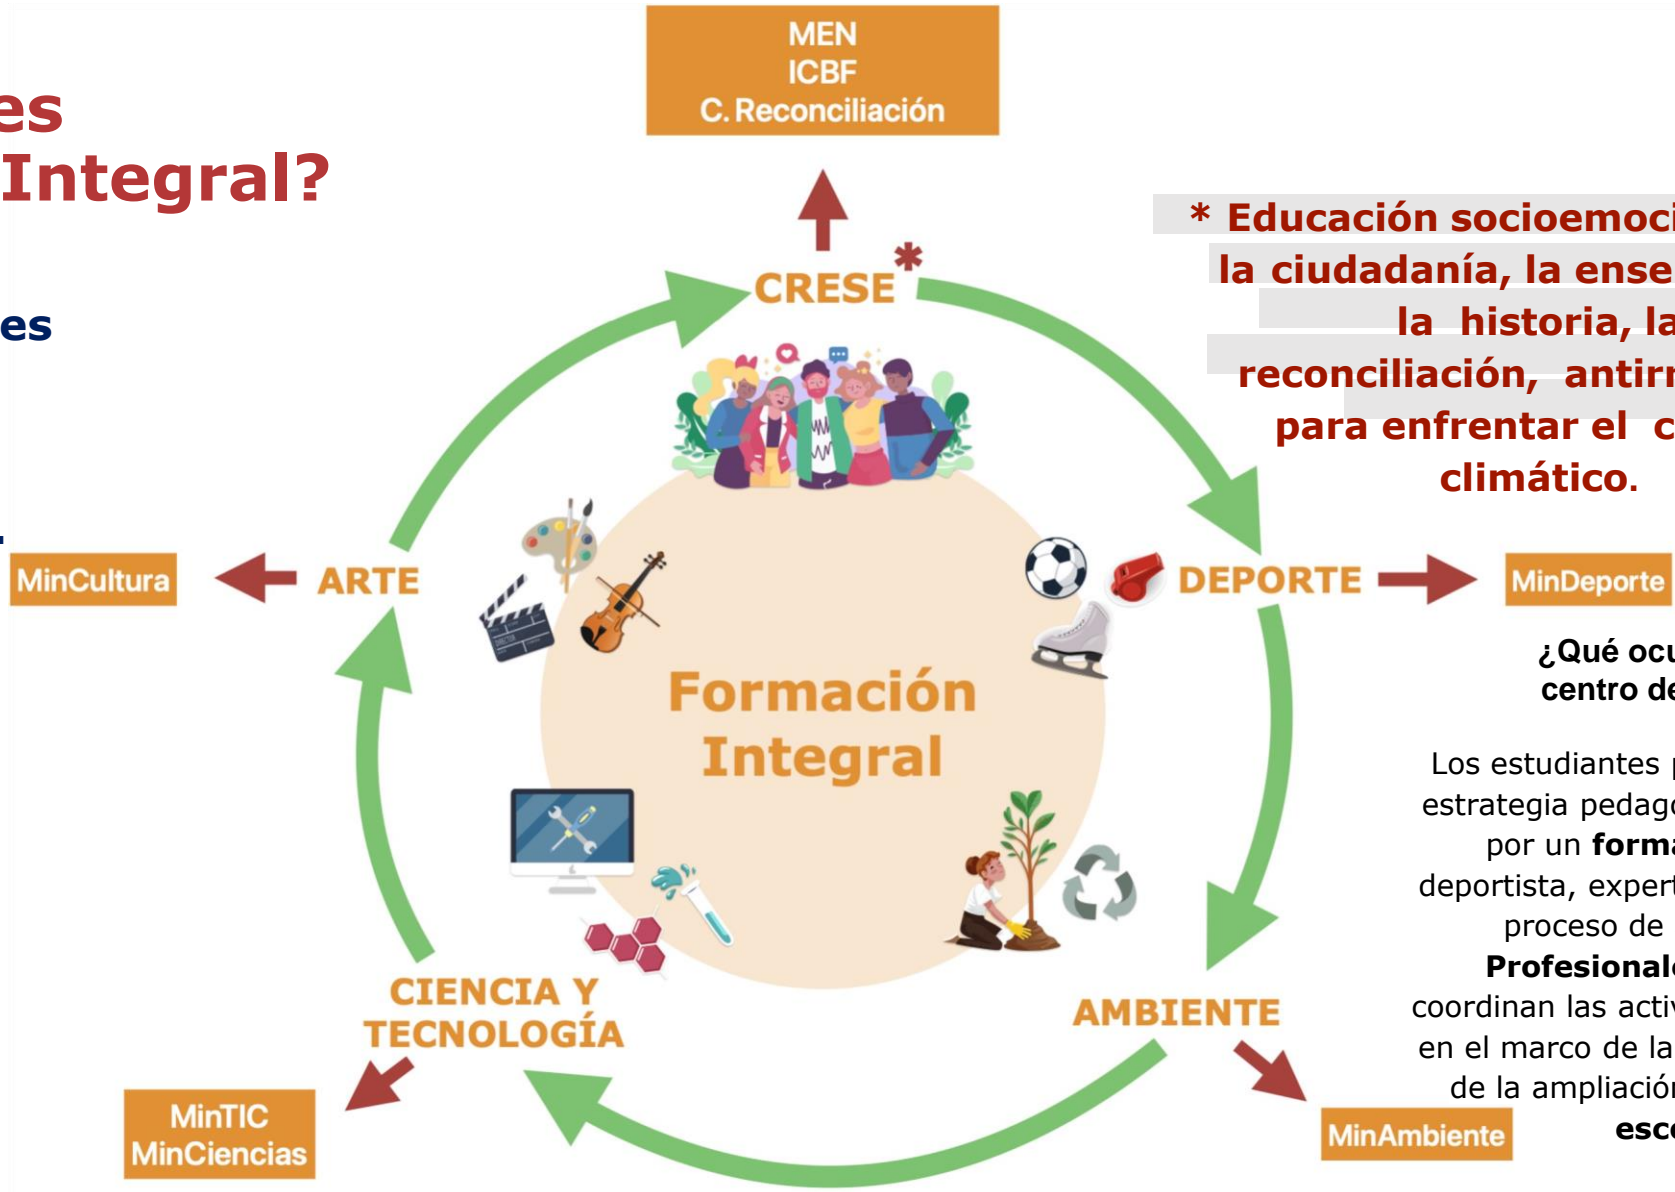 es
Integral?
es
.
MEN
ICBF
C. Reconciliación
CRESE*
* Educación socioemoci
la ciudadanía, la ense
la historia, la
reconciliación, antirr
para enfrentar el c
climático.
MinCultura
ARTE
DEPORTE
MinDeporte
Formación
Integral
¿Qué ocu
centro de
Los estudiantes p
estrategia pedagó
por un forma
deportista, expert
proceso de
Profesionale
coordinan las activ
en el marco de la
de la ampliación
esco
CIENCIA Y
TECNOLOGÍA
AMBIENTE
MinTIC
MinCiencias
MinAmbiente